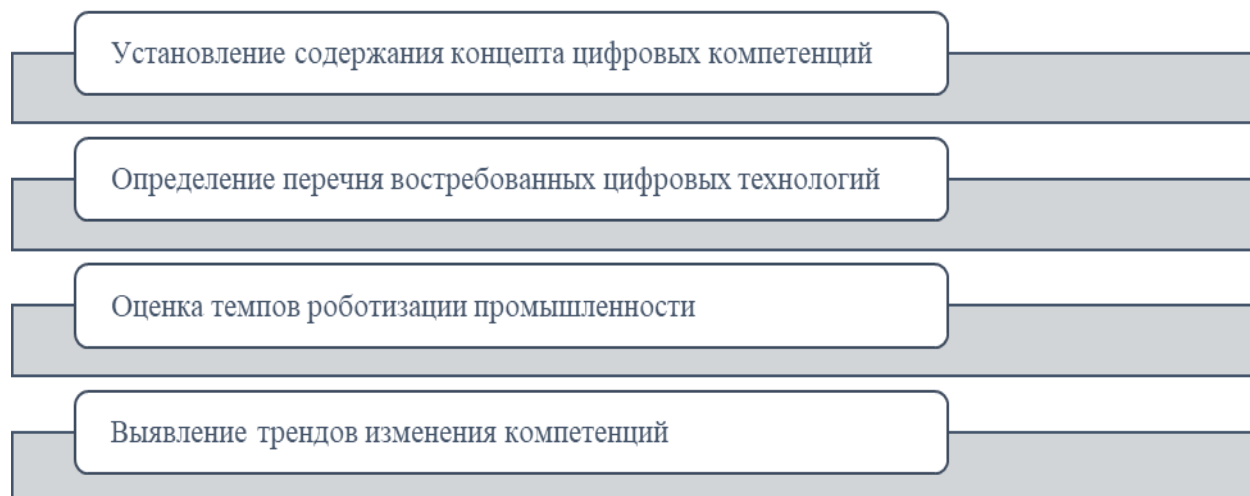 Установление содержания концепта цифровых компетенций
Определение перечня востребованных цифровых технологий
Оценка темпов роботизации промышленности
Выявление трендов изменения компетенций